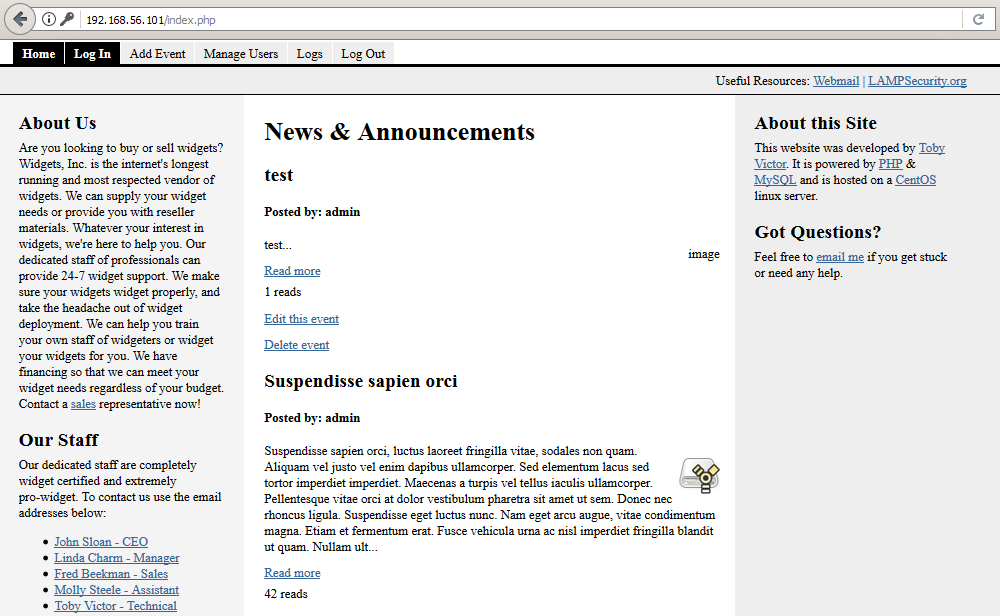 192.168.56.101/index.php
Home Log In Add Event Manage Users Logs Log Out
Useful Resources: Webmail | LAMPSecurity.org
About Us
Are you looking to buy or sell widgets?
Widgets, Inc. is the internet's longest
running and most respected vendor of
widgets. We can supply your widget
needs or provide you with reseller
materials. Whatever your interest in
widgets, we're here to help you. Our
dedicated staff of professionals can
provide 24-7 widget support. We make
sure your widgets widget properly, and
take the headache out of widget
deployment. We can help you train
your own staff of widgeters or widget
your widgets for you. We have
financing so that we can meet your
widget needs regardless of your budget.
Contact a sales representative now!
Our Staff
Our dedicated staff are completely
widget certified and extremely
pro-widget. To contact us use the email
addresses below:
John Sloan - CEO
Linda Charm - Manager
Fred Beekman - Sales
Molly Steele - Assistant
Toby Victor - Technical
News & Announcements
test
Posted by: admin
test...
image
Read more
1 reads
Edit this event
Delete event
Suspendisse sapien orci
Posted by: admin
Suspendisse sapien orci, luctus laoreet fringilla vitae, sodales non quam.
Aliquam vel justo vel enim dapibus ullamcorper. Sed elementum lacus sed
tortor imperdiet imperdiet. Maecenas a turpis vel tellus iaculis ullamcorper.
Pellentesque vitae orci at dolor vestibulum pharetra sit amet ut sem. Donec nec
rhoncus ligula. Suspendisse eget luctus nunc. Nam eget arcu augue, vitae condimentum
magna. Etiam et fermentum erat. Fusce vehicula urna ac nisl imperdiet fringilla blandit
ut quam. Nullam ult...
Read more
42 reads
About this Site
This website was developed by Toby
Victor. It is powered by PHP &
MySQL and is hosted on a CentOS
linux server.
Got Questions?
Feel free to email me if you get stuck
or need any help.